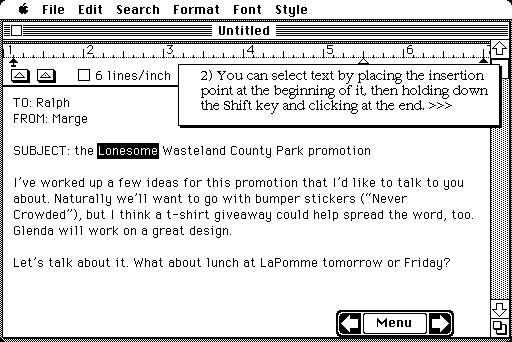 File Edit Search Format Font Style
Untitled
1 2 3 4 5 6 7
6 lines/inch
2) You can select text by placing the insertion
point at the beginning of it, then holding down
the Shift key and clicking at the end. >>>
TO: Ralph
FROM: Marge
SUBJECT: the Lonesome Wasteland County Park promotion
I've worked up a few ideas for this promotion that I'd like to talk to you
about. Naturally we'll want to go with bumper stickers (“Never
Crowded”), but I think a t-shirt giveaway could help spread the word, too.
Glenda will work on a great design.
Let's talk about it. What about lunch at LaPomme tomorrow or Friday?
Menu